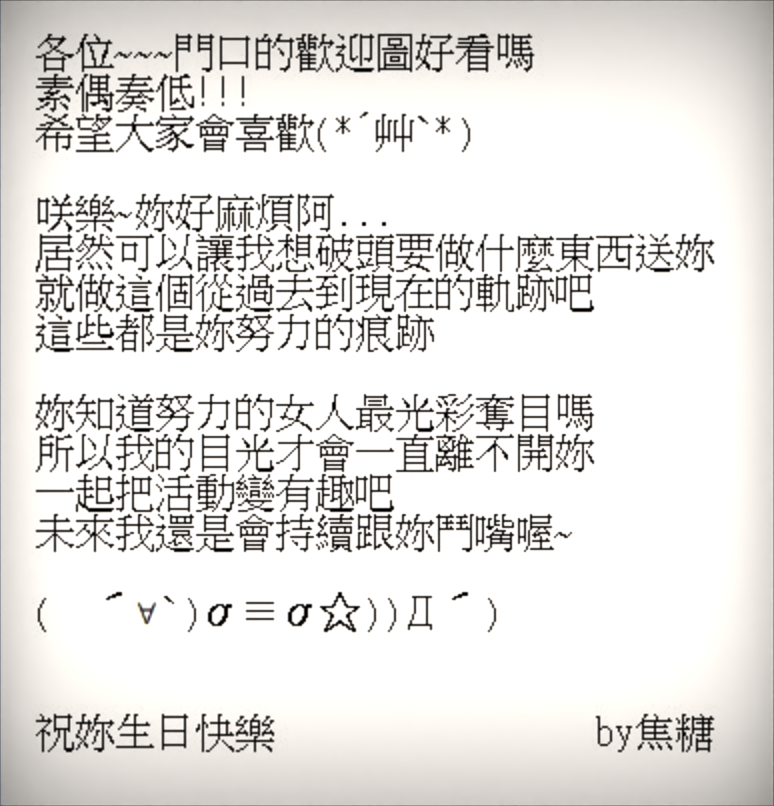 各位~~~門口的歡迎圖好看嗎
素偶奏低!!!
希望大家會喜歡(*´艸`*)
咲樂~妳好麻煩阿...
居然可以讓我想破頭要做什麼東西送妳
就做這個從過去到現在的軌跡吧
這些都是妳努力的痕跡
妳知道努力的女人最光彩奪目嗎
所以我的目光才會一直離不開妳
一起把活動變有趣吧
未來我還是會持續跟妳鬥嘴喔~
(　´∀`)σ≡σ☆))Д´)
祝妳生日快樂 by焦糖